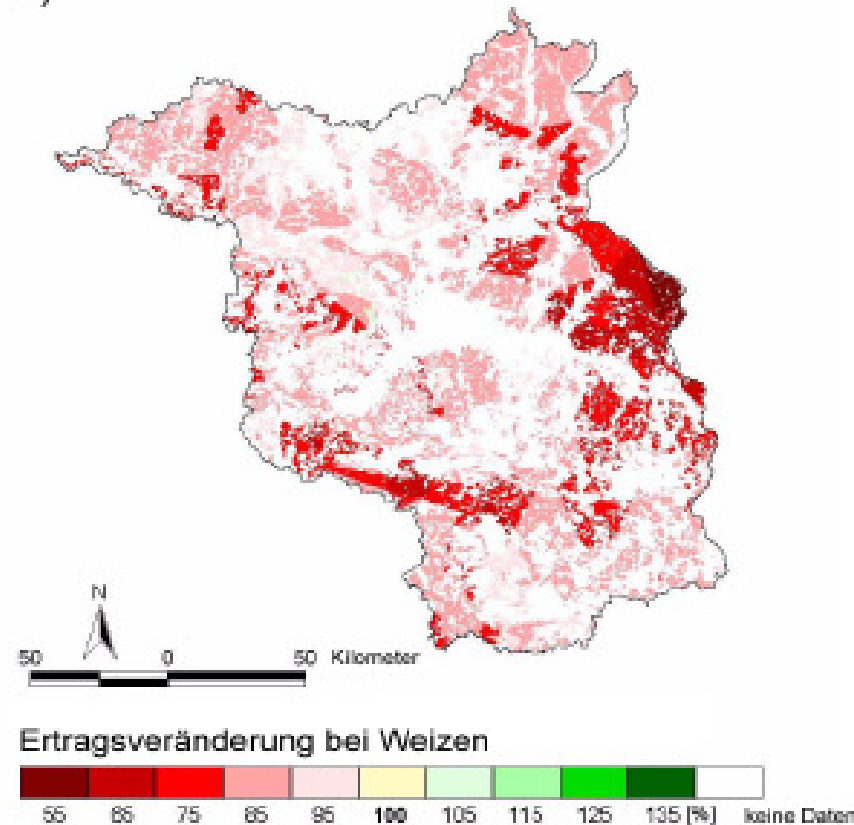 N
50 0 50 Kilometer
Ertragsveränderung bei Weizen
55 65 75 85 95 100 105 115 125 135 [%] keine Daten